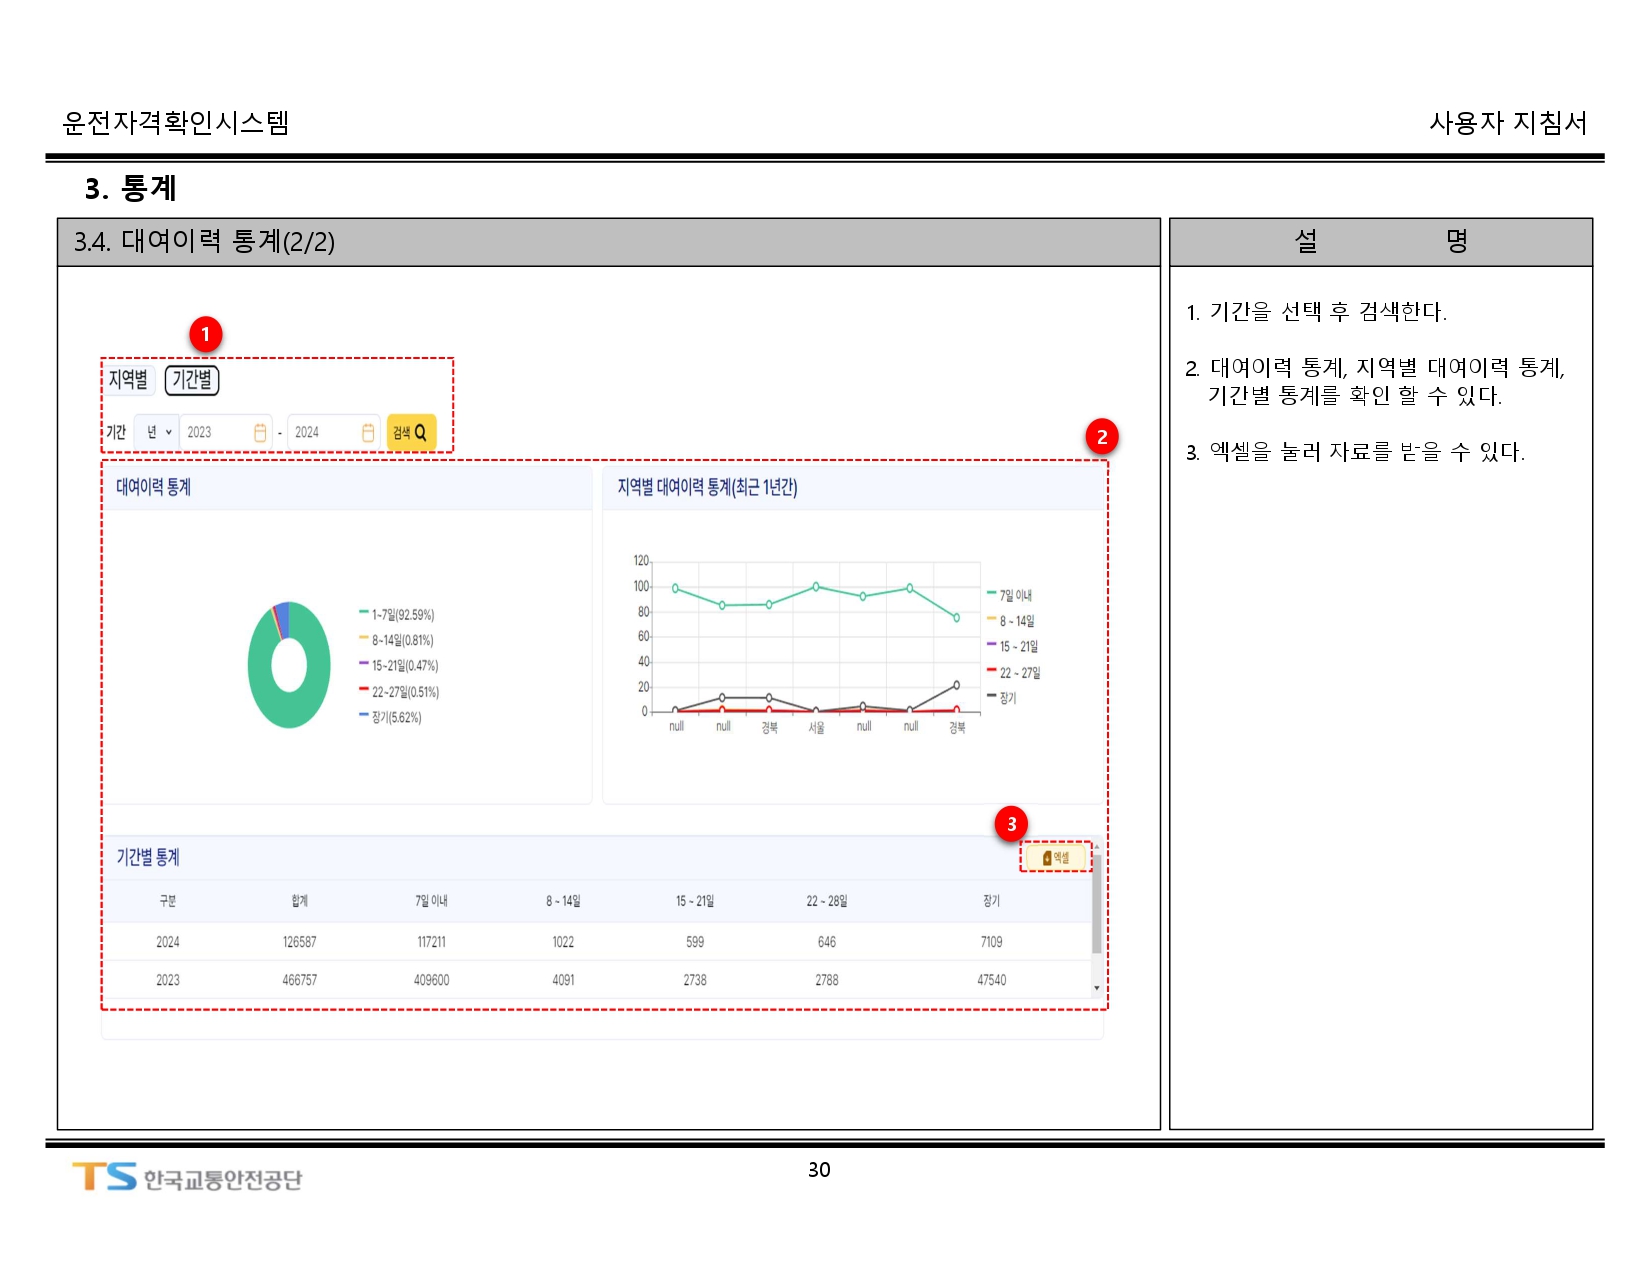 운전자격확인시스템
사용자 지침서
3. 통계
3.4. 대여이력 통계(2/2)
설 명
1
지역별 기간별
기간 년 2023 - 2024 검색
2
대여이력 통계
1~7일(92.59%)
8~14일(0.81%)
15~21일(0.47%)
22~27일(0.51%)
장기(5.62%)
지역별 대여이력 통계(최근 1년간)
120
100
80
60
40
20
0
null null 경북 서울 null null 경북
7일 이내
8 ~ 14일
15 ~ 21일
22 ~ 27일
장기
3
기간별 통계
엑셀
구분 합계 7일 이내 8 ~ 14일 15 ~ 21일 22 ~ 28일 장기
2024 126587 117211 1022 599 646 7109
2023 466757 409600 4091 2738 2788 47540
1. 기간을 선택 후 검색한다.
2. 대여이력 통계, 지역별 대여이력 통계,
기간별 통계를 확인 할 수 있다.
3. 엑셀을 눌러 자료를 받을 수 있다.
TS 한국교통안전공단
30